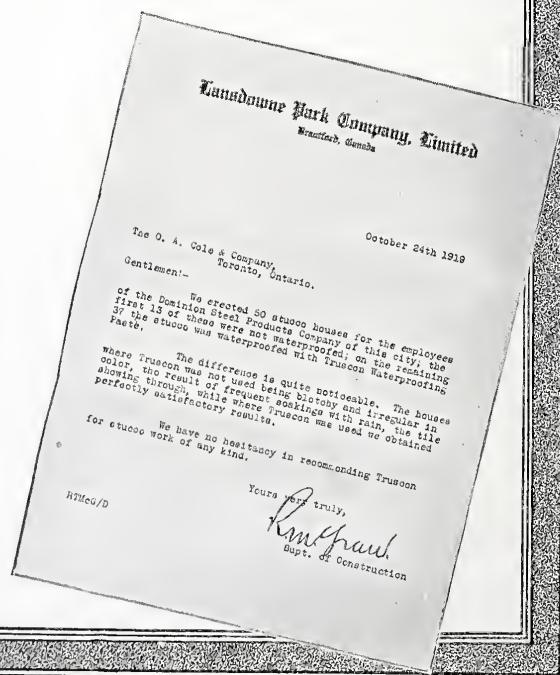 Lansdowne Park Company, Limited
Brantford, Canada
October 24th 1919
The O. A. Cole & Company,
Toronto, Ontario.
Gentlemen:-
We erected 50 stucco houses for the employees
of the Dominion Steel Products Company of this city; the
first 13 of these were not waterproofed; on the remaining
37 the stucco was waterproofed with Truscon Waterproofing
Paste.
The difference is quite noticeable. The houses
where Truscon was not used being blotchy and irregular in
color, the result of frequent soakings with rain, the tile
showing through, while where Truscon was used we obtained
perfectly satisfactory results.
We have no hesitancy in recommending Truscon
for stucco work of any kind.
Yours very truly,
Supt. of Construction
RTMcG/D